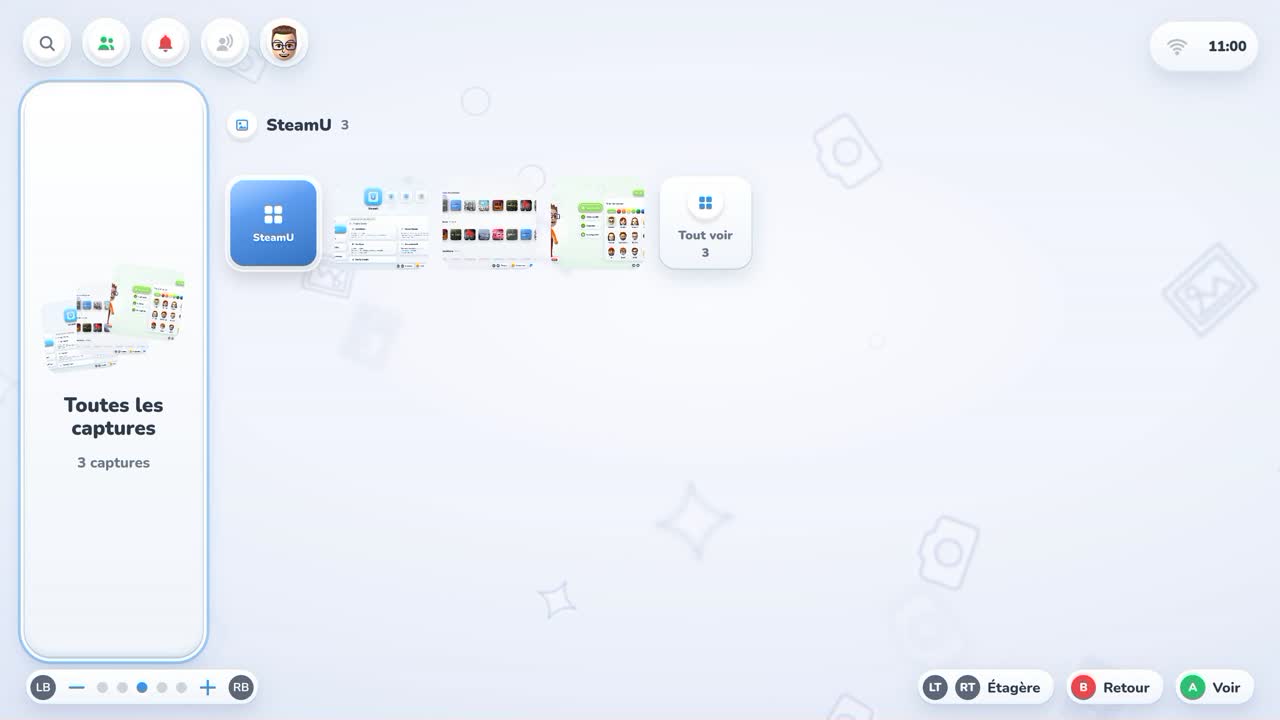 11:00
SteamU 3
SteamU
Tout voir
3
Toutes les
captures
3 captures
LB
RB
LT RT Étagère
B Retour
A Voir